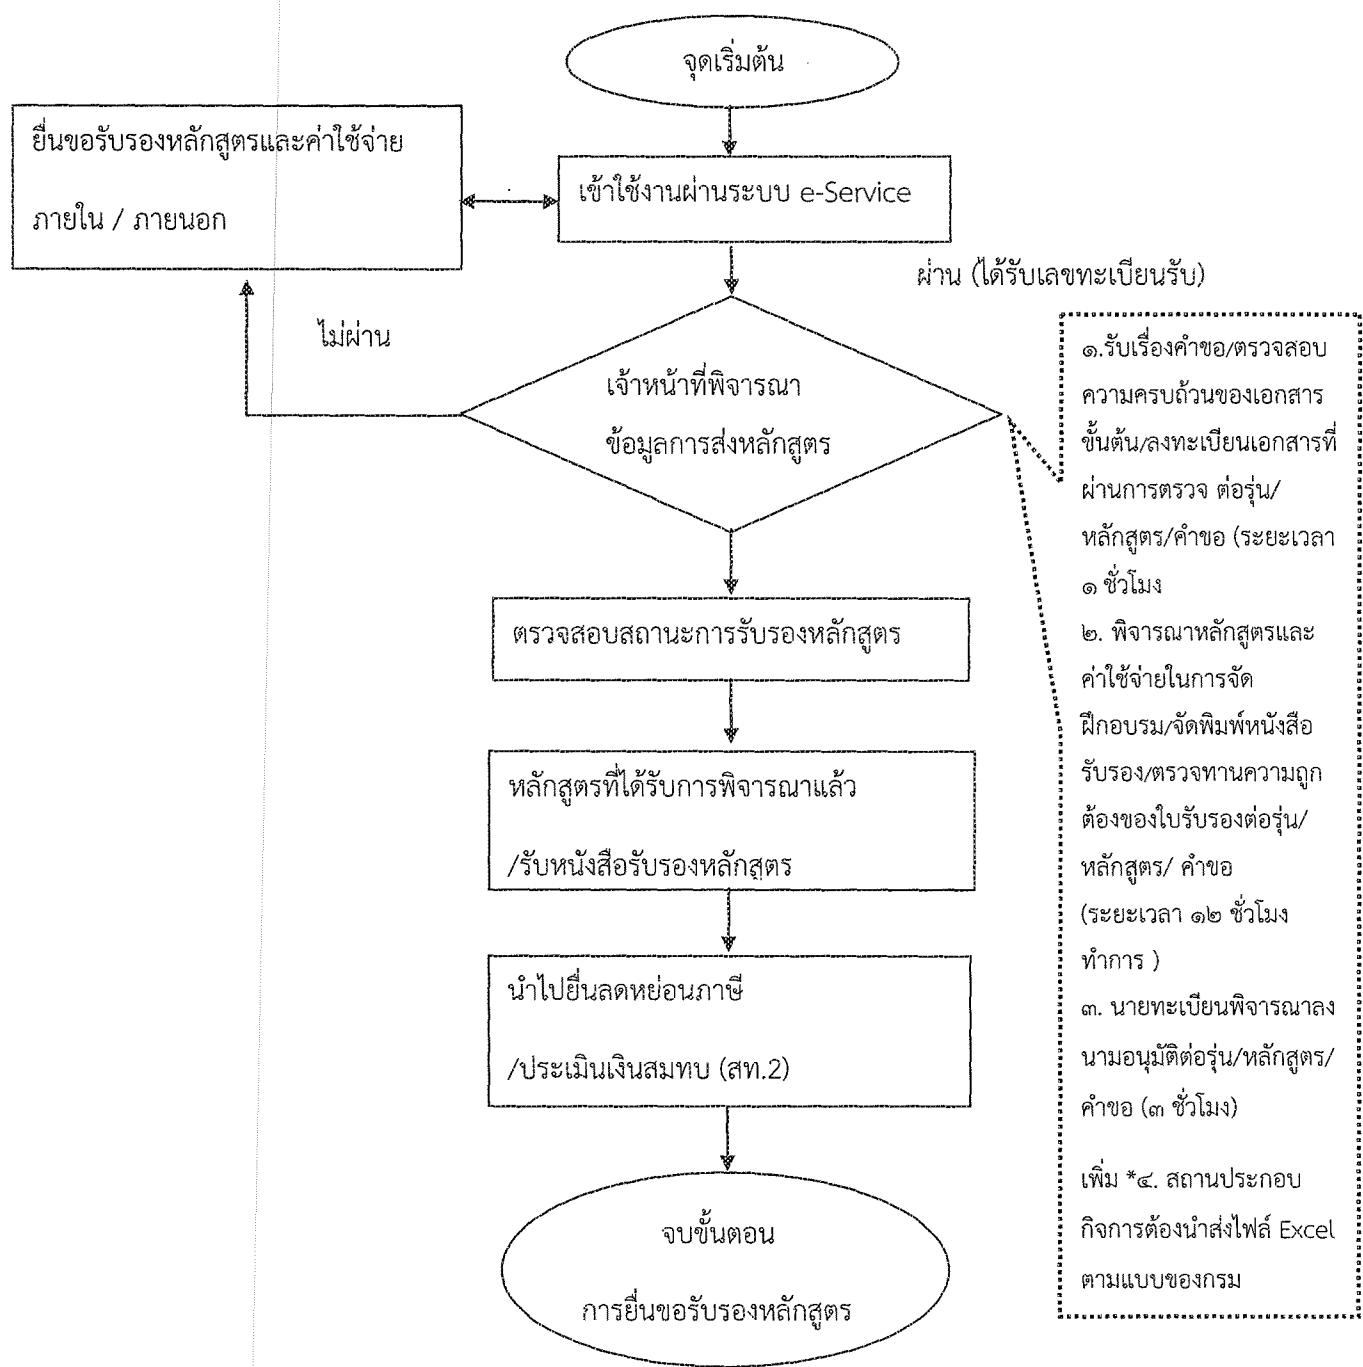 จุดเริ่มต้น
ยื่นขอรับรองหลักสูตรและค่าใช้จ่าย
ภายใน / ภายนอก
เข้าใช้งานผ่านระบบ e-Service
ผ่าน (ได้รับเลขทะเบียนรับ)
ไม่ผ่าน
เจ้าหน้าที่พิจารณา
ข้อมูลการส่งหลักสูตร
ตรวจสอบสถานะการรับรองหลักสูตร
หลักสูตรที่ได้รับการพิจารณาแล้ว
/รับหนังสือรับรองหลักสูตร
นำไปยื่นลดหย่อนภาษี
/ประเมินเงินสมทบ (สท.2)
จบขั้นตอน
การยื่นขอรับรองหลักสูตร
๑.รับเรื่องคำขอ/ตรวจสอบ
ความครบถ้วนของเอกสาร
ขั้นต้น/ลงทะเบียนเอกสารที่
ผ่านการตรวจ ต่อรุ่น/
หลักสูตร/คำขอ (ระยะเวลา
๑ ชั่วโมง
๒. พิจารณาหลักสูตรและ
ค่าใช้จ่ายในการจัด
ฝึกอบรม/จัดพิมพ์หนังสือ
รับรอง/ตรวจทานความถูก
ต้องของใบรับรองต่อรุ่น/
หลักสูตร/ คำขอ
(ระยะเวลา ๑๒ ชั่วโมง
ทำการ )
๓. นายทะเบียนพิจารณาลง
นามอนุมัติต่อรุ่น/หลักสูตร/
คำขอ (๓ ชั่วโมง)
เพิ่ม *๔. สถานประกอบ
กิจการต้องนำส่งไฟล์ Excel
ตามแบบของกรม